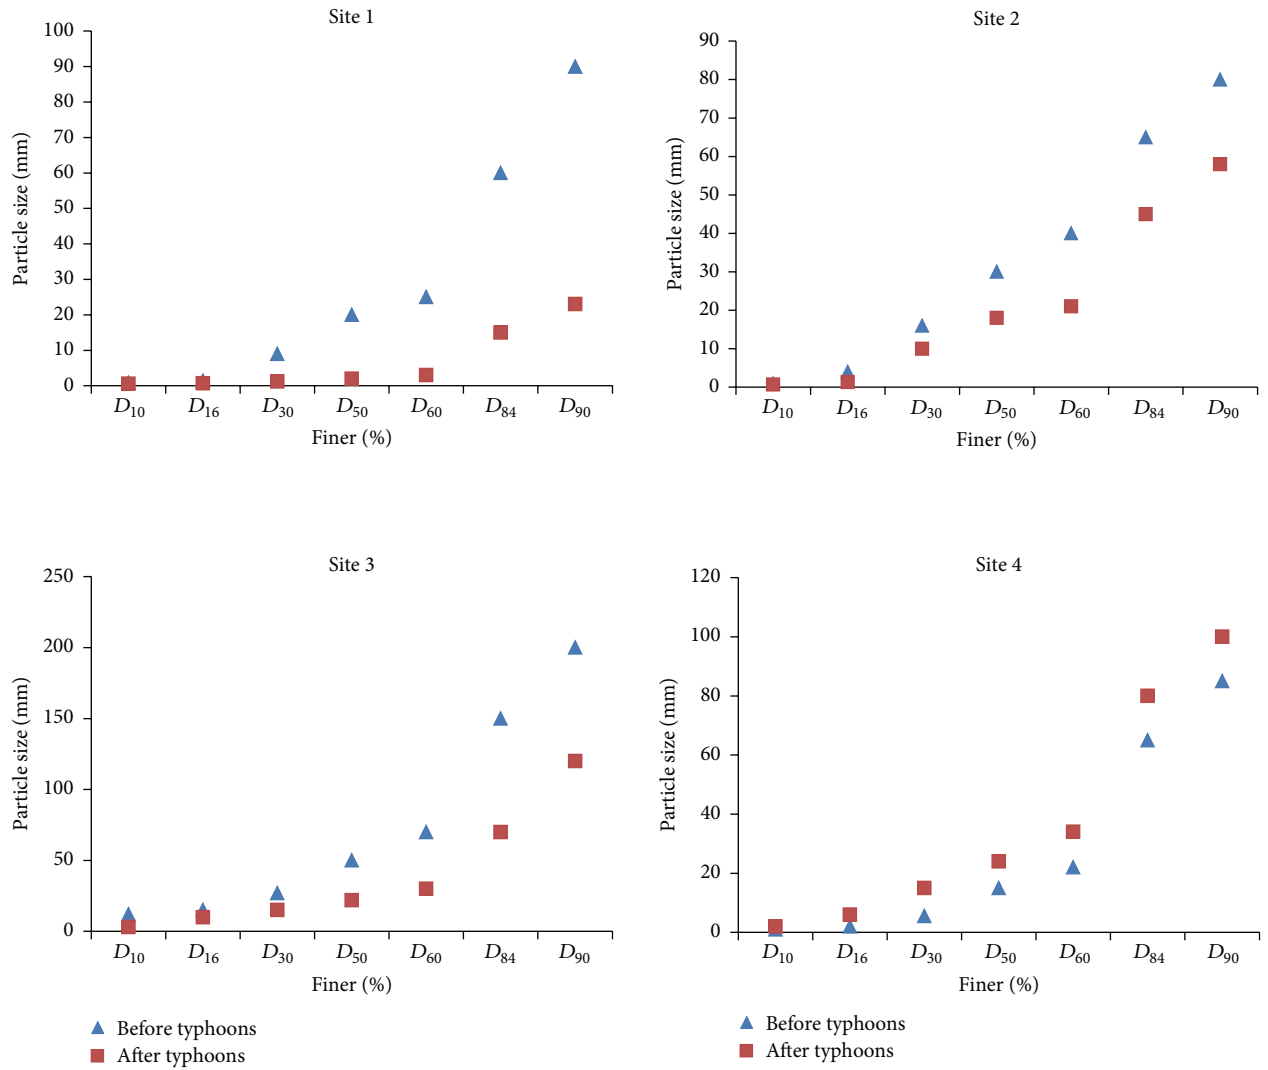 Site 1
100
90
80
70
60
50
40
30
20
10
0
Particle size (mm)
D10 D16 D30 D50 D60 D84 D90
Finer (%)
Site 2
90
80
70
60
50
40
30
20
10
0
Particle size (mm)
D10 D16 D30 D50 D60 D84 D90
Finer (%)
Site 3
250
200
150
100
50
0
Particle size (mm)
D10 D16 D30 D50 D60 D84 D90
Finer (%)
Before typhoons
After typhoons
Site 4
120
100
80
60
40
20
0
Particle size (mm)
D10 D16 D30 D50 D60 D84 D90
Finer (%)
Before typhoons
After typhoons